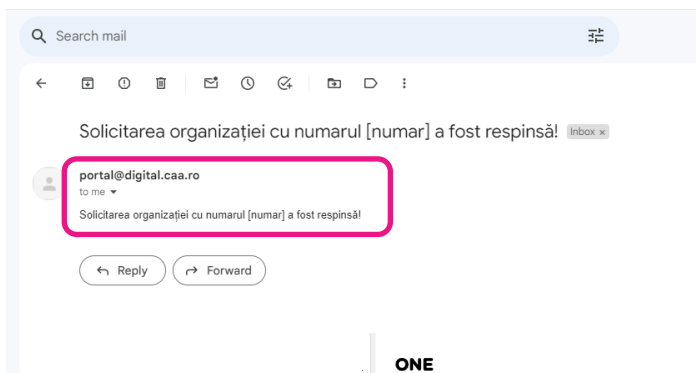 Search mail
Solicitarea organizației cu numarul [numar] a fost respinsă! Inbox x
portal@digital.caa.ro
to me
Solicitarea organizației cu numarul [numar] a fost respinsă!
Reply Forward
ONE